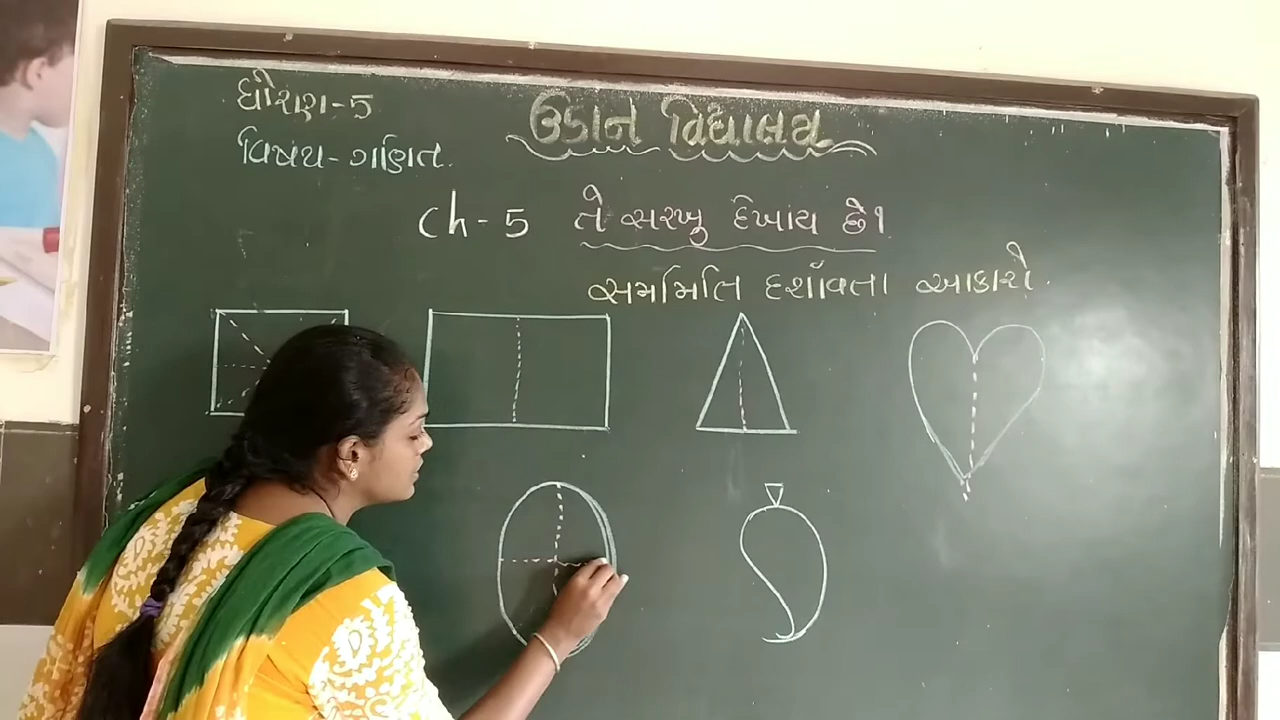 ધોરણ-5
વિષય-ગણિત.
ઉડાન વિદ્યાલય
Ch-5 તે સરખુ દેખાય છે!
સમમિતિ દર્શાવતા આકારો.